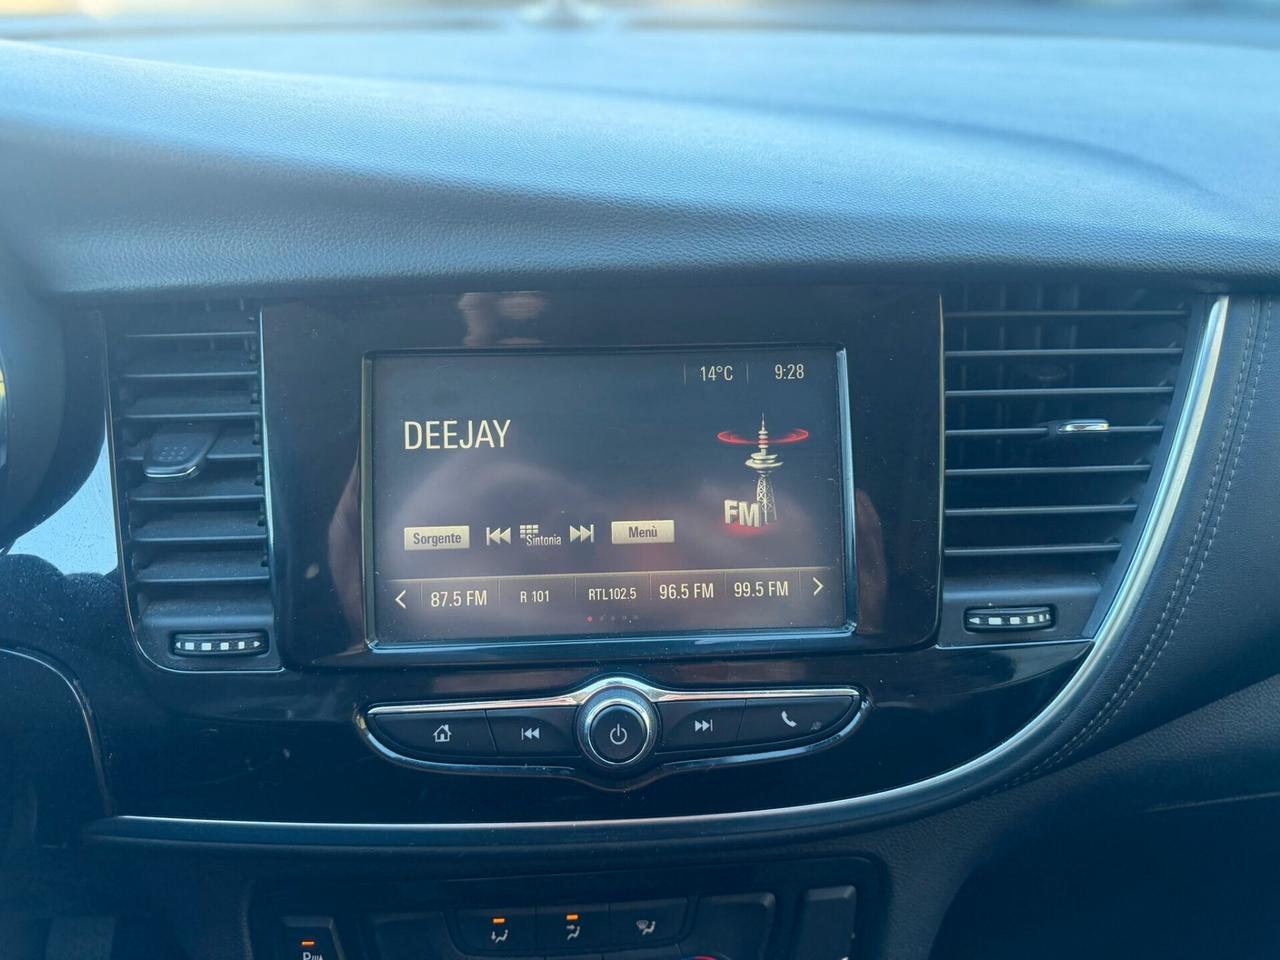 14°C 9:28
DEEJAY
FM
Sorgente Sintonia Menù
87.5 FM R 101 RTL102.5 96.5 FM 99.5 FM